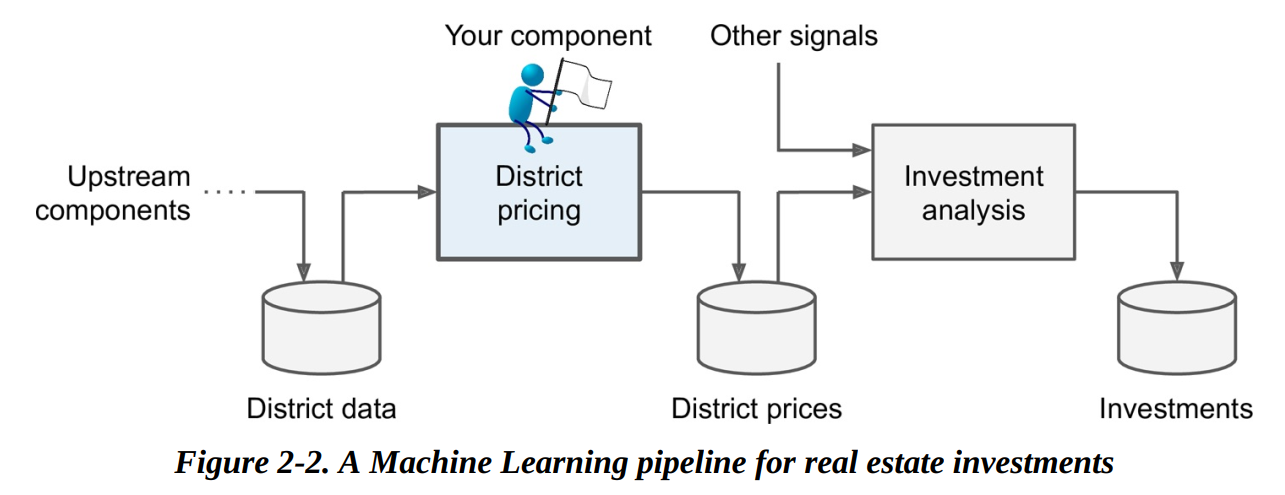 Your component
Other signals
Upstream
components
District
pricing
Investment
analysis
District data
District prices
Investments
Figure 2-2. A Machine Learning pipeline for real estate investments